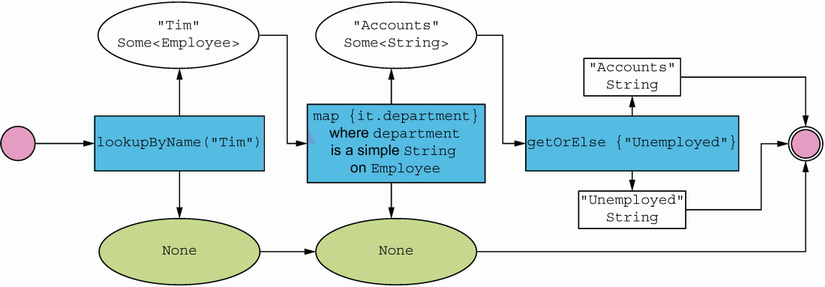 "Tim"
Some<Employee>
"Accounts"
Some<String>
"Accounts"
String
lookupByName("Tim")
map {it.department}
where department
is a simple String
on Employee
getOrElse {"Unemployed"}
"Unemployed"
String
None
None